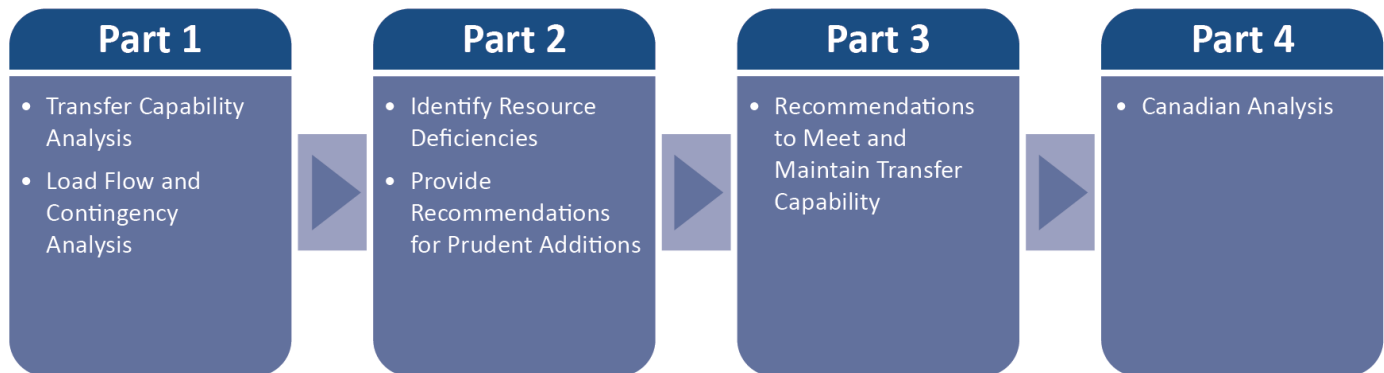 Part 1
• Transfer Capability
Analysis
• Load Flow and
Contingency
Analysis
Part 2
• Identify Resource
Deficiencies
• Provide
Recommendations
for Prudent Additions
Part 3
• Recommendations
to Meet and
Maintain Transfer
Capability
Part 4
• Canadian Analysis